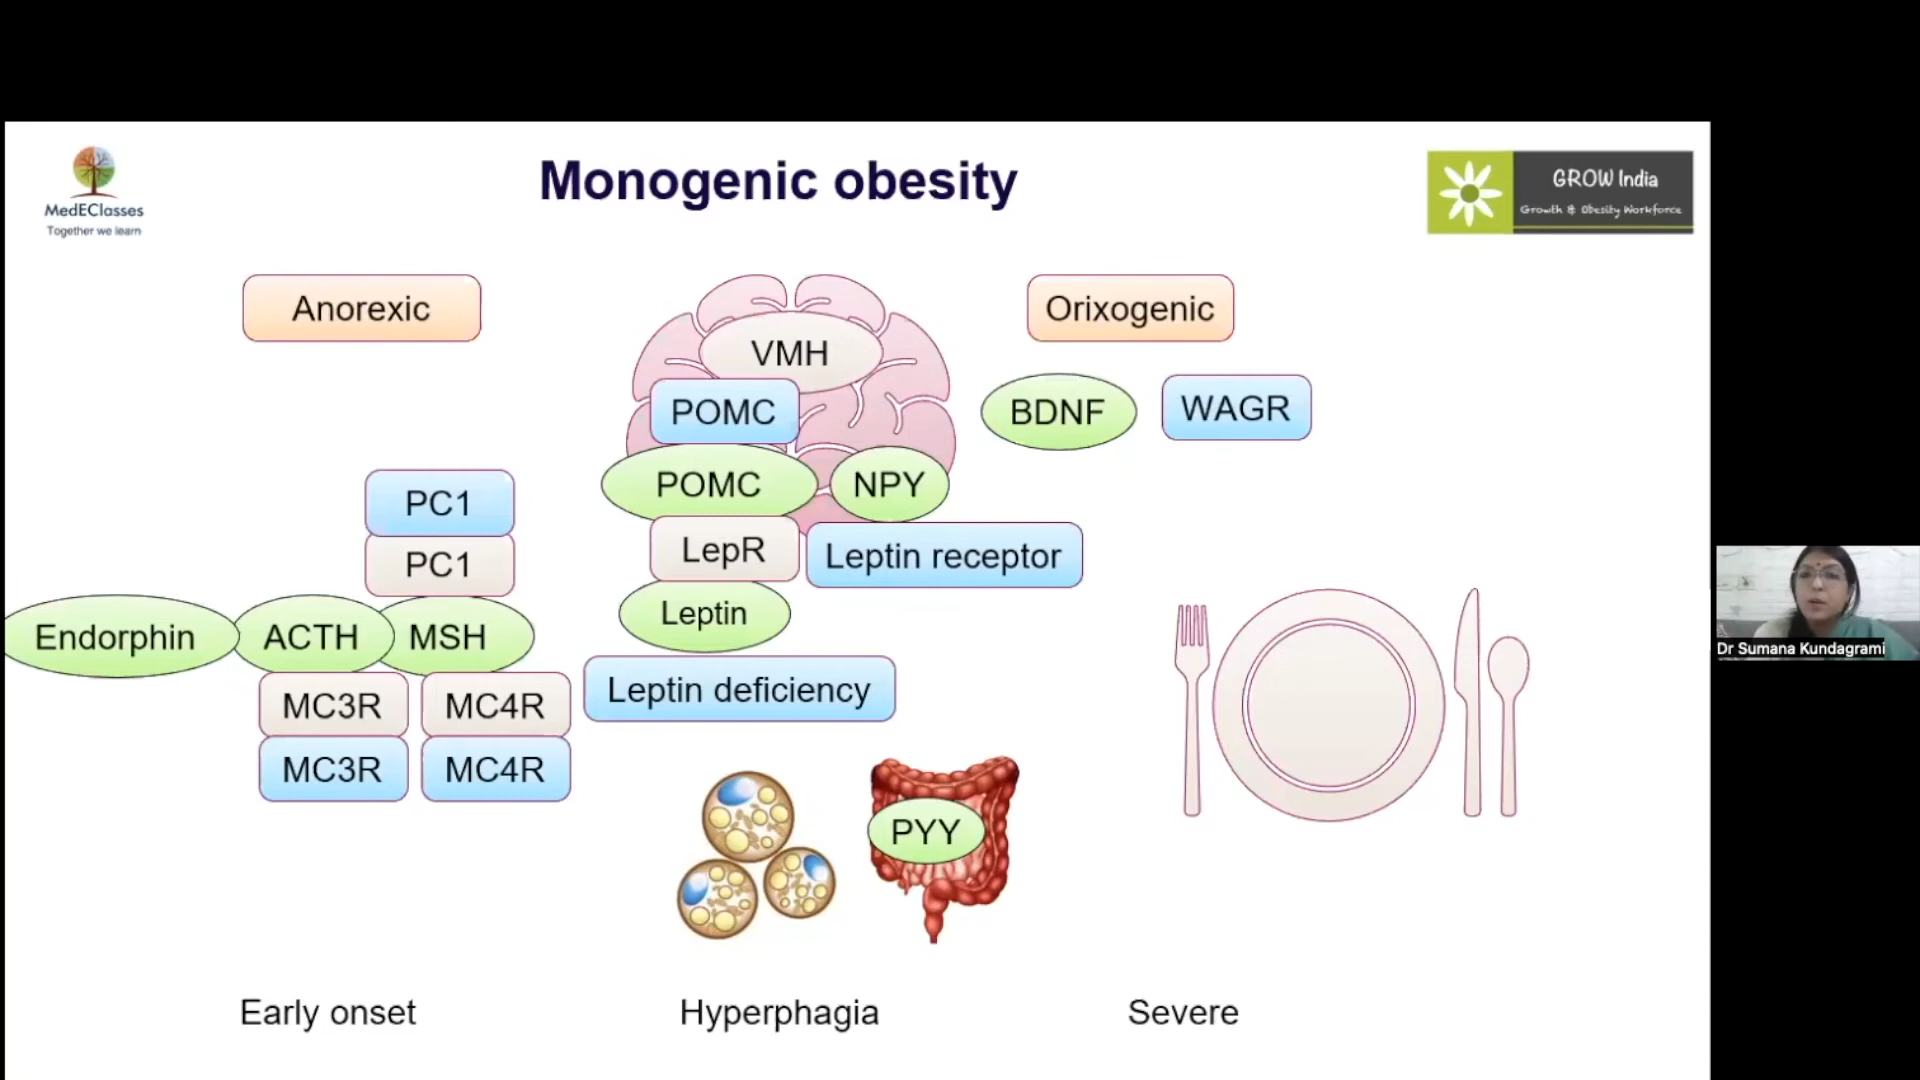 Monogenic obesity
MedEClasses
Together we learn
GROW India
Growth & Obesity Workforce
Anorexic
Orixogenic
VMH
POMC
BDNF
WAGR
POMC
NPY
PC1
LepR
Leptin receptor
PC1
Leptin
Endorphin
ACTH
MSH
MC3R
MC4R
Leptin deficiency
MC3R
MC4R
PYY
Early onset
Hyperphagia
Severe
Dr Sumana Kundagrami